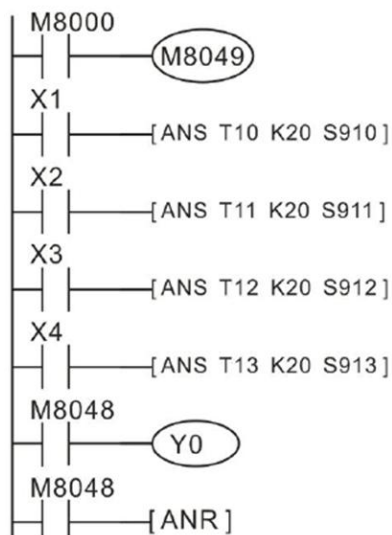 M8000
M8049
X1
[ANS T10 K20 S910]
X2
[ANS T11 K20 S911]
X3
[ANS T12 K20 S912]
X4
[ANS T13 K20 S913]
M8048
Y0
M8048
[ANR]